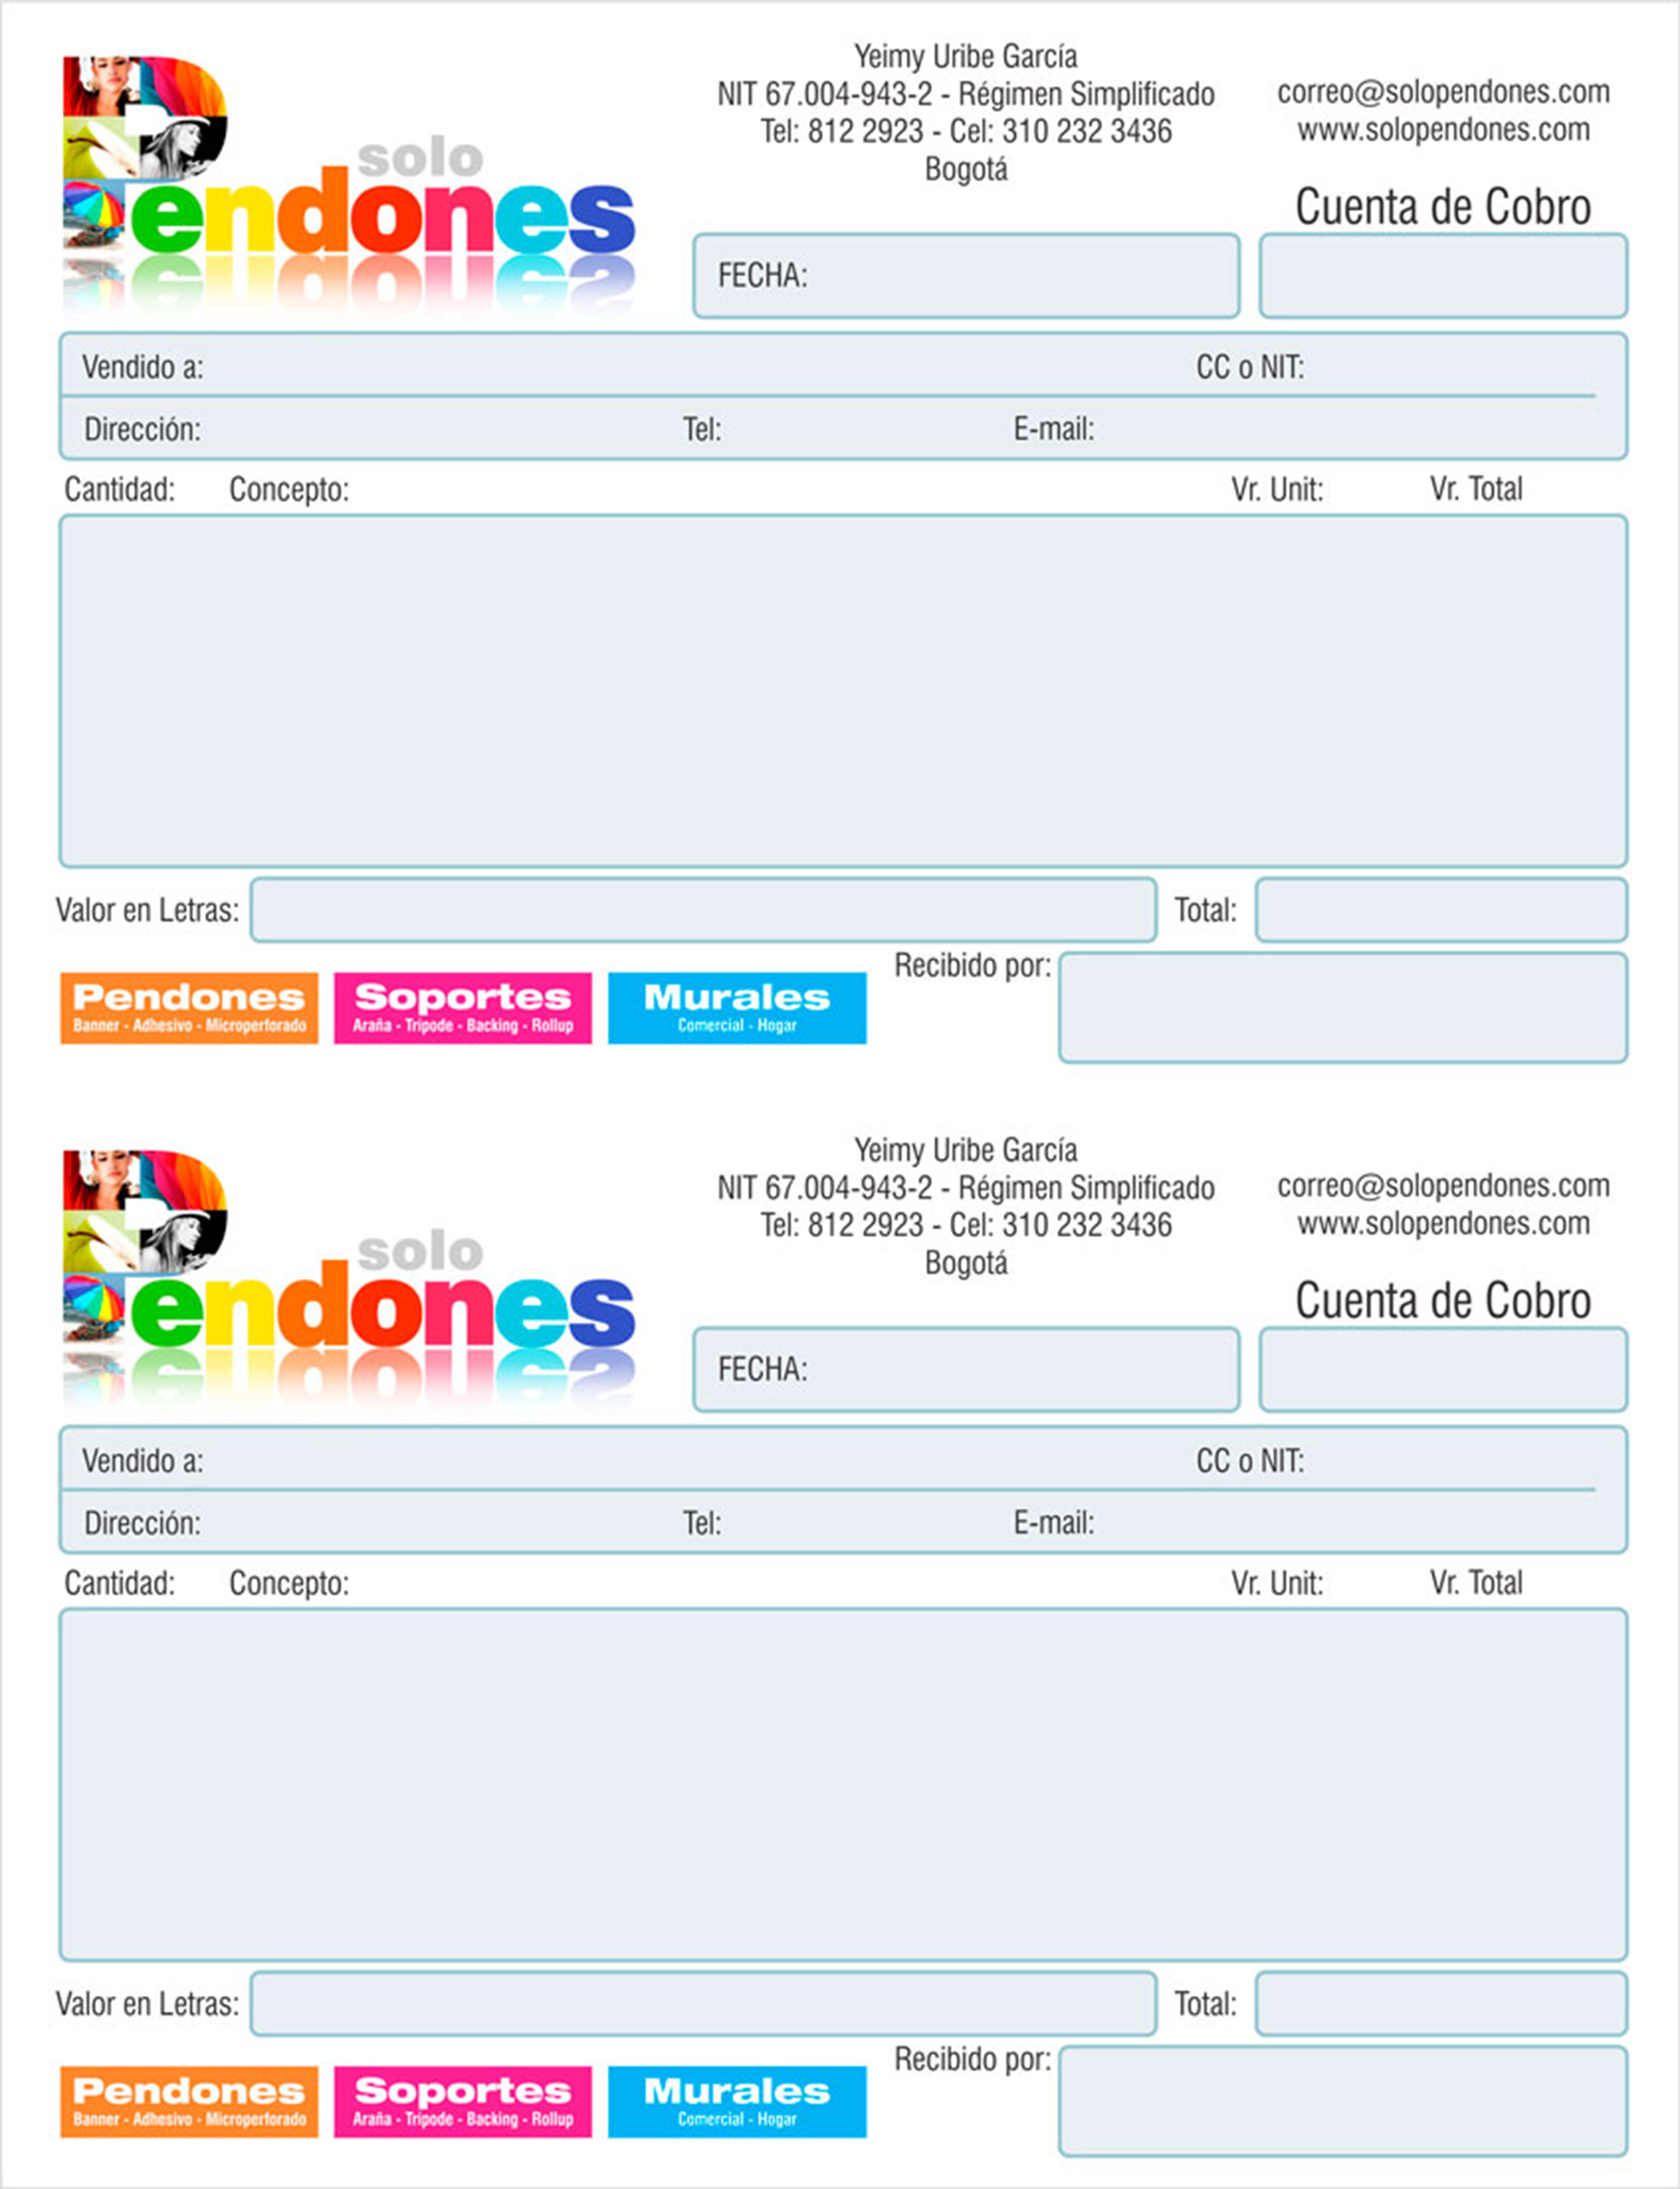 Yeimy Uribe García
NIT 67.004-943-2 - Régimen Simplificado
Tel: 812 2923 - Cel: 310 232 3436
Bogotá
correo@solopendones.com
www.solopendones.com
solo
Pendones
Cuenta de Cobro
FECHA:
Vendido a: CC o NIT:
Dirección: Tel: E-mail:
Cantidad: Concepto: Vr. Unit: Vr. Total
Valor en Letras: Total:
Recibido por:
Pendones
Banner - Adhesivo - Microperforado
Soportes
Araña - Tripode - Backing - Rollup
Murales
Comercial - Hogar
Yeimy Uribe García
NIT 67.004-943-2 - Régimen Simplificado
Tel: 812 2923 - Cel: 310 232 3436
Bogotá
correo@solopendones.com
www.solopendones.com
solo
Pendones
Cuenta de Cobro
FECHA:
Vendido a: CC o NIT:
Dirección: Tel: E-mail:
Cantidad: Concepto: Vr. Unit: Vr. Total
Valor en Letras: Total:
Recibido por:
Pendones
Banner - Adhesivo - Microperforado
Soportes
Araña - Tripode - Backing - Rollup
Murales
Comercial - Hogar